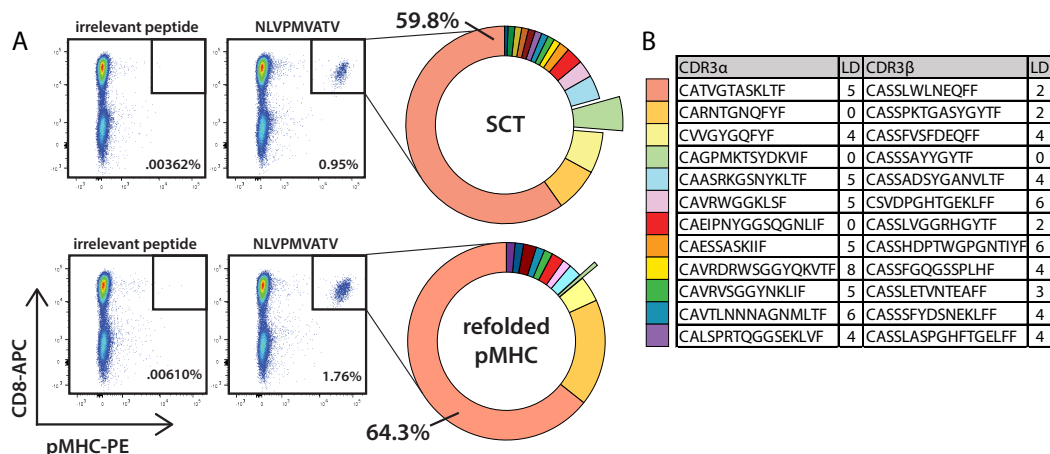 A
irrelevant peptide
NLVPMVATV
59.8%
SCT
.00362%
0.95%
irrelevant peptide
NLVPMVATV
refolded
pMHC
.00610%
1.76%
64.3%
CD8-APC
pMHC-PE
B
CDR3α LD CDR3β LD
CATVGTASKLTF 5 CASSLWLNEQFF 2
CARNTGNQFYF 0 CASSPKTGASYGYTF 2
CVVGYGQFYF 4 CASSFVSFDEQFF 4
CAGPMKTSYDKVIF 0 CASSSAYYGYTF 0
CAASRKGSNYKLTF 5 CASSADSYGANVLTF 4
CAVRWGGKLSF 5 CSVDPGHTGEKLFF 6
CAEIPNYGGSQGNLIF 0 CASSLVGGRHGYTF 2
CAESSASKIIF 5 CASSHDPTWGPGNTIYF 6
CAVRDRWSGGYQKVTF 8 CASSFGQGSSPLHF 4
CAVRVSGGYNKLIF 5 CASSLETVNTEAFF 3
CAVTLNNNAGNMLTF 6 CASSSFYDSNEKLFF 4
CALSPRTQGGSEKLVF 4 CASSLASPGHFTGELFF 4